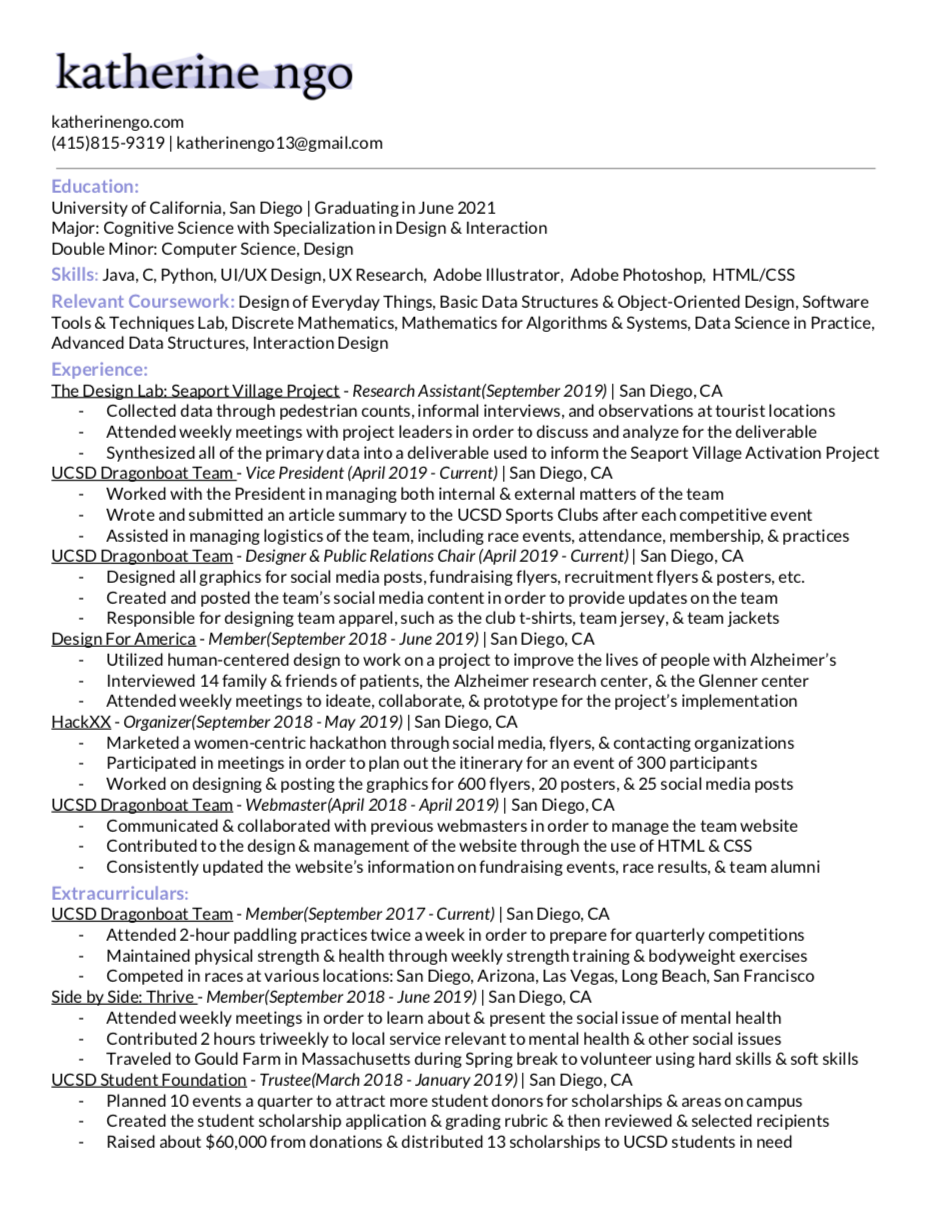 katherine ngo
katherinengo.com
(415)815-9319 | katherinengo13@gmail.com
Education:
University of California, San Diego | Graduating in June 2021
Major: Cognitive Science with Specialization in Design & Interaction
Double Minor: Computer Science, Design
Skills: Java, C, Python, UI/UX Design, UX Research, Adobe Illustrator, Adobe Photoshop, HTML/CSS
Relevant Coursework: Design of Everyday Things, Basic Data Structures & Object-Oriented Design, Software
Tools & Techniques Lab, Discrete Mathematics, Mathematics for Algorithms & Systems, Data Science in Practice,
Advanced Data Structures, Interaction Design
Experience:
The Design Lab: Seaport Village Project - Research Assistant(September 2019) | San Diego, CA
- Collected data through pedestrian counts, informal interviews, and observations at tourist locations
- Attended weekly meetings with project leaders in order to discuss and analyze for the deliverable
- Synthesized all of the primary data into a deliverable used to inform the Seaport Village Activation Project
UCSD Dragonboat Team - Vice President (April 2019 - Current) | San Diego, CA
- Worked with the President in managing both internal & external matters of the team
- Wrote and submitted an article summary to the UCSD Sports Clubs after each competitive event
- Assisted in managing logistics of the team, including race events, attendance, membership, & practices
UCSD Dragonboat Team - Designer & Public Relations Chair (April 2019 - Current) | San Diego, CA
- Designed all graphics for social media posts, fundraising flyers, recruitment flyers & posters, etc.
- Created and posted the team's social media content in order to provide updates on the team
- Responsible for designing team apparel, such as the club t-shirts, team jersey, & team jackets
Design For America - Member(September 2018 - June 2019) | San Diego, CA
- Utilized human-centered design to work on a project to improve the lives of people with Alzheimer's
- Interviewed 14 family & friends of patients, the Alzheimer research center, & the Glenner center
- Attended weekly meetings to ideate, collaborate, & prototype for the project's implementation
HackXX - Organizer(September 2018 - May 2019) | San Diego, CA
- Marketed a women-centric hackathon through social media, flyers, & contacting organizations
- Participated in meetings in order to plan out the itinerary for an event of 300 participants
- Worked on designing & posting the graphics for 600 flyers, 20 posters, & 25 social media posts
UCSD Dragonboat Team - Webmaster(April 2018 - April 2019) | San Diego, CA
- Communicated & collaborated with previous webmasters in order to manage the team website
- Contributed to the design & management of the website through the use of HTML & CSS
- Consistently updated the website's information on fundraising events, race results, & team alumni
Extracurriculars:
UCSD Dragonboat Team - Member(September 2017 - Current) | San Diego, CA
- Attended 2-hour paddling practices twice a week in order to prepare for quarterly competitions
- Maintained physical strength & health through weekly strength training & bodyweight exercises
- Competed in races at various locations: San Diego, Arizona, Las Vegas, Long Beach, San Francisco
Side by Side: Thrive - Member(September 2018 - June 2019) | San Diego, CA
- Attended weekly meetings in order to learn about & present the social issue of mental health
- Contributed 2 hours triweekly to local service relevant to mental health & other social issues
- Traveled to Gould Farm in Massachusetts during Spring break to volunteer using hard skills & soft skills
UCSD Student Foundation - Trustee(March 2018 - January 2019) | San Diego, CA
- Planned 10 events a quarter to attract more student donors for scholarships & areas on campus
- Created the student scholarship application & grading rubric & then reviewed & selected recipients
- Raised about $60,000 from donations & distributed 13 scholarships to UCSD students in need